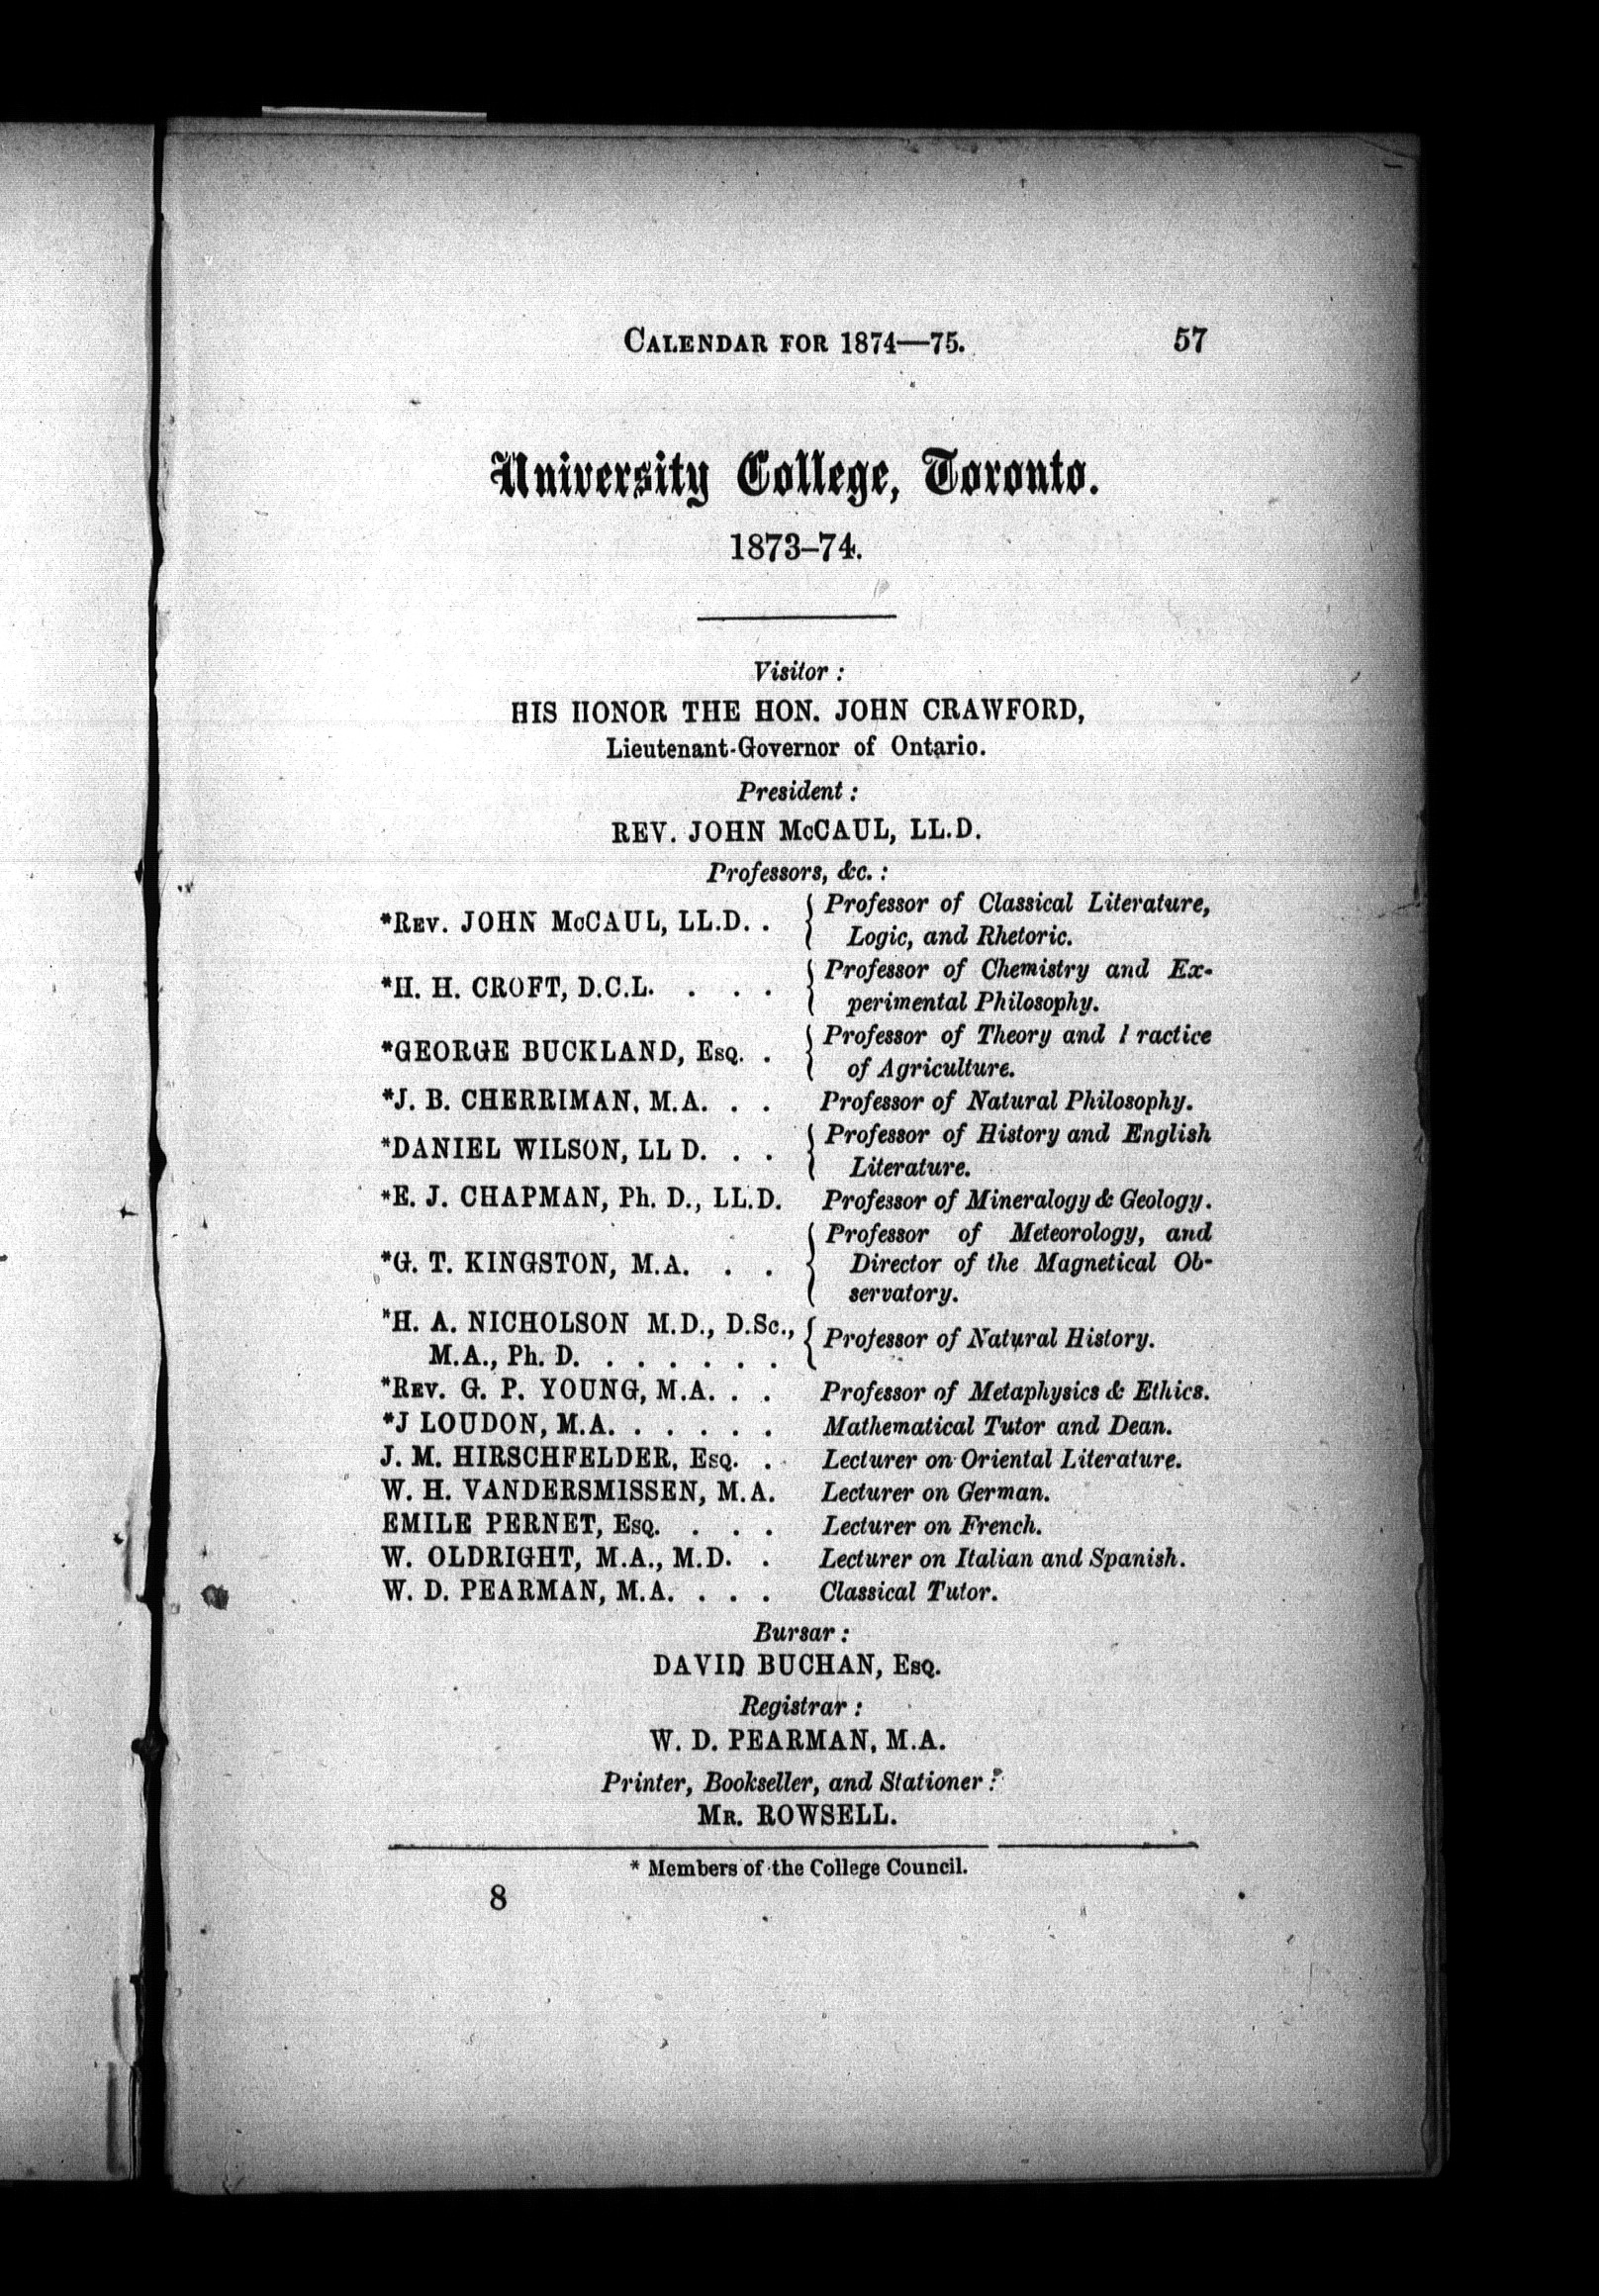 CALENDAR FOR 1874—75. 57
University College, Toronto.
1873–74.
Visitor :
HIS HONOR THE HON. JOHN CRAWFORD,
Lieutenant-Governor of Ontario.
President :
REV. JOHN McCAUL, LL.D.
Professors, &c. :
*REV. JOHN McCAUL, LL.D. . { Professor of Classical Literature,
Logic, and Rhetoric.
*H. H. CROFT, D.C.L. . . . { Professor of Chemistry and Ex-
perimental Philosophy.
*GEORGE BUCKLAND, ESQ. . { Professor of Theory and Practice
of Agriculture.
*J. B. CHERRIMAN, M.A. . . Professor of Natural Philosophy.
*DANIEL WILSON, LL D. . . { Professor of History and English
Literature.
*E. J. CHAPMAN, Ph. D., LL.D. Professor of Mineralogy & Geology.
*G. T. KINGSTON, M.A. . . { Professor of Meteorology, and
Director of the Magnetical Ob-
servatory.
*H. A. NICHOLSON M.D., D.Sc.,
M.A., Ph. D. . . . . . . { Professor of Natural History.
*REV. G. P. YOUNG, M.A. . . Professor of Metaphysics & Ethics.
*J LOUDON, M.A. . . . . . Mathematical Tutor and Dean.
J. M. HIRSCHFELDER, ESQ. . Lecturer on Oriental Literature.
W. H. VANDERSMISSEN, M.A. Lecturer on German.
EMILE PERNET, ESQ. . . . Lecturer on French.
W. OLDRIGHT, M.A., M.D. . Lecturer on Italian and Spanish.
W. D. PEARMAN, M.A. . . . Classical Tutor.
Bursar :
DAVID BUCHAN, ESQ.
Registrar :
W. D. PEARMAN, M.A.
Printer, Bookseller, and Stationer :
MR. ROWSELL.
* Members of the College Council.
8